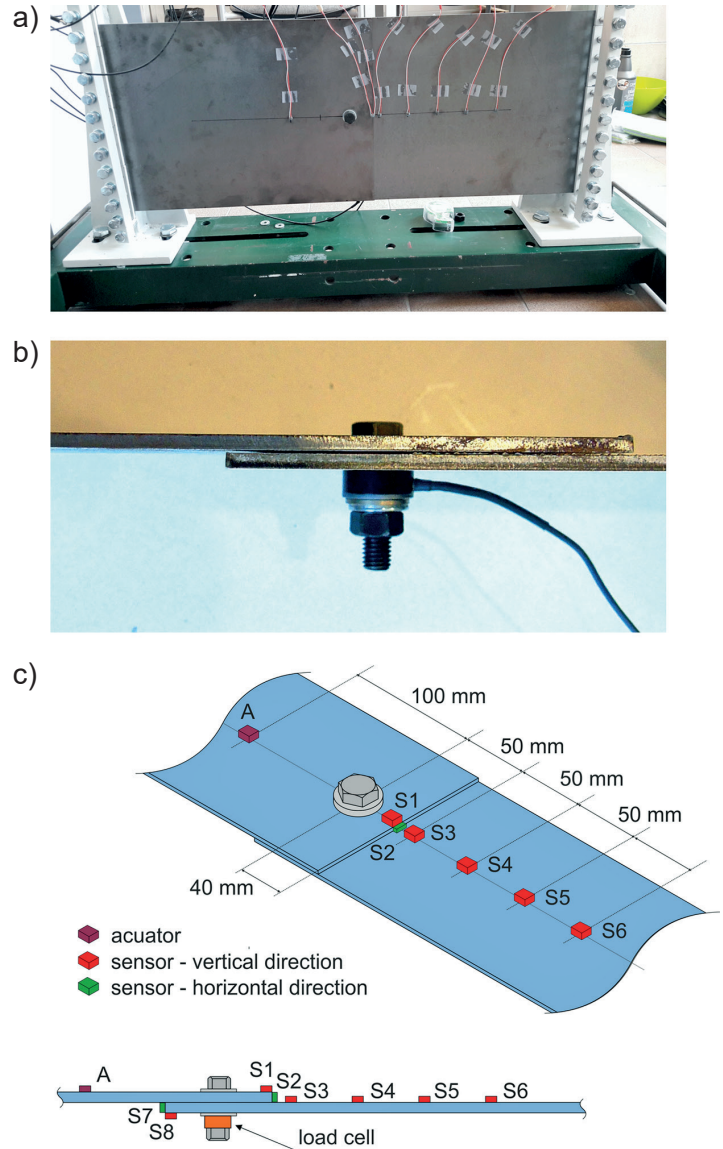 a)
b)
c)
100 mm
A
50 mm
50 mm
S1
S3
50 mm
S2
S4
40 mm
S5
S6
acuator
sensor - vertical direction
sensor - horizontal direction
A
S1
S2
S3
S4
S5
S6
S7
S8
load cell